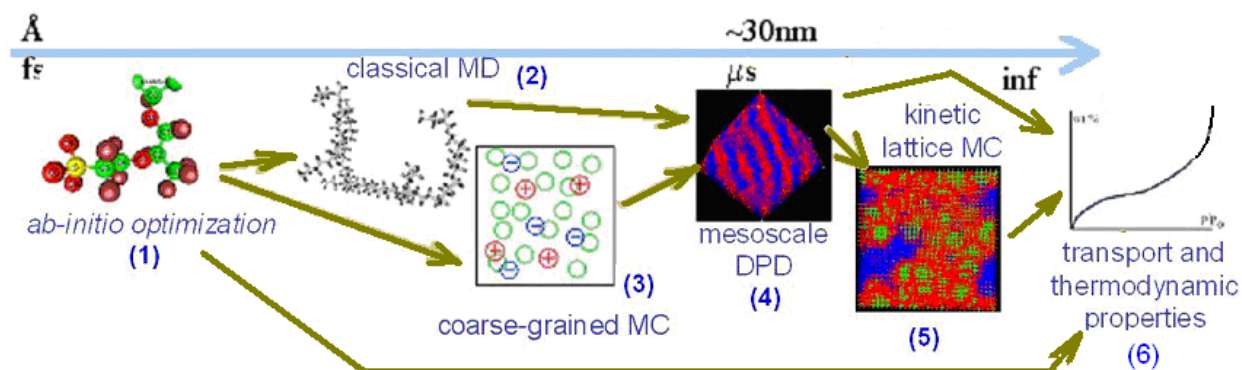 Å
fs
~30nm
μs
inf
classical MD (2)
kinetic
lattice MC
ab-initio optimization
(1)
(3)
coarse-grained MC
mesoscale
DPD
(4)
(5)
PP₀
transport and
thermodynamic
properties
(6)